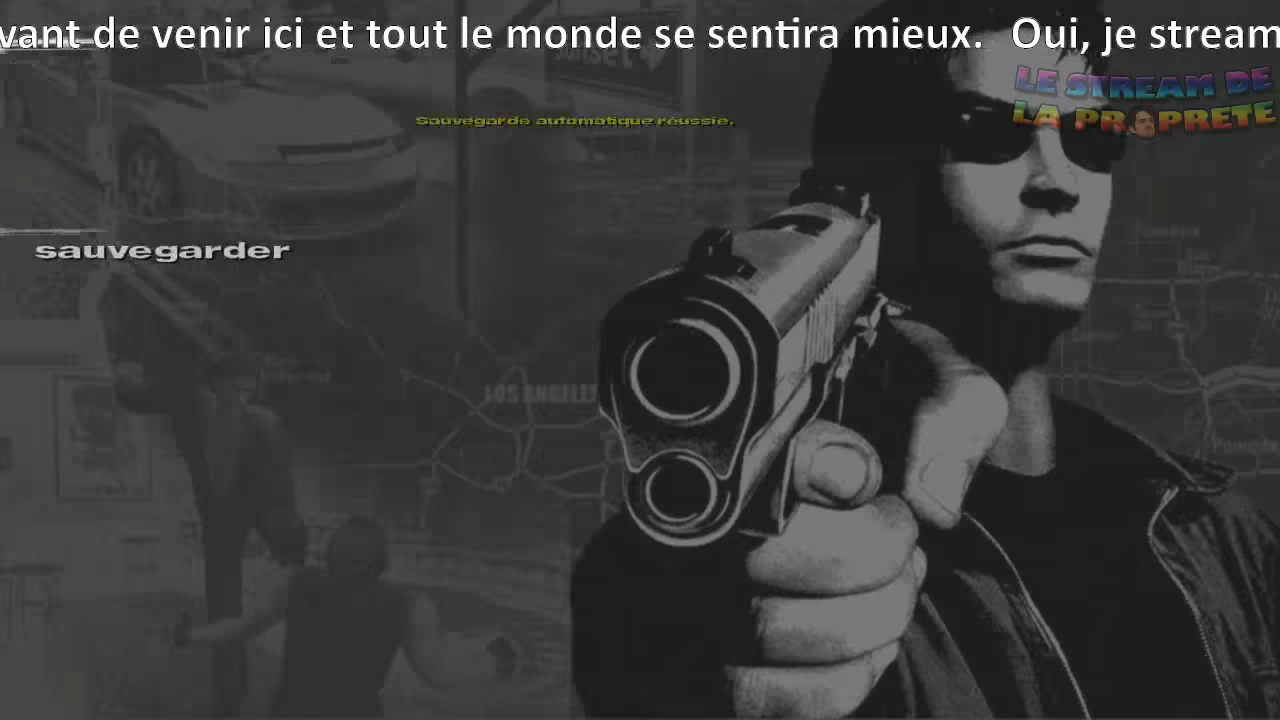 vant de venir ici et tout le monde se sentira mieux. Oui, je stream
LE STREAM DE
LA PROPRETE
Sauvegarde automatique réussie.
sauvegarder
LOS ANGELES